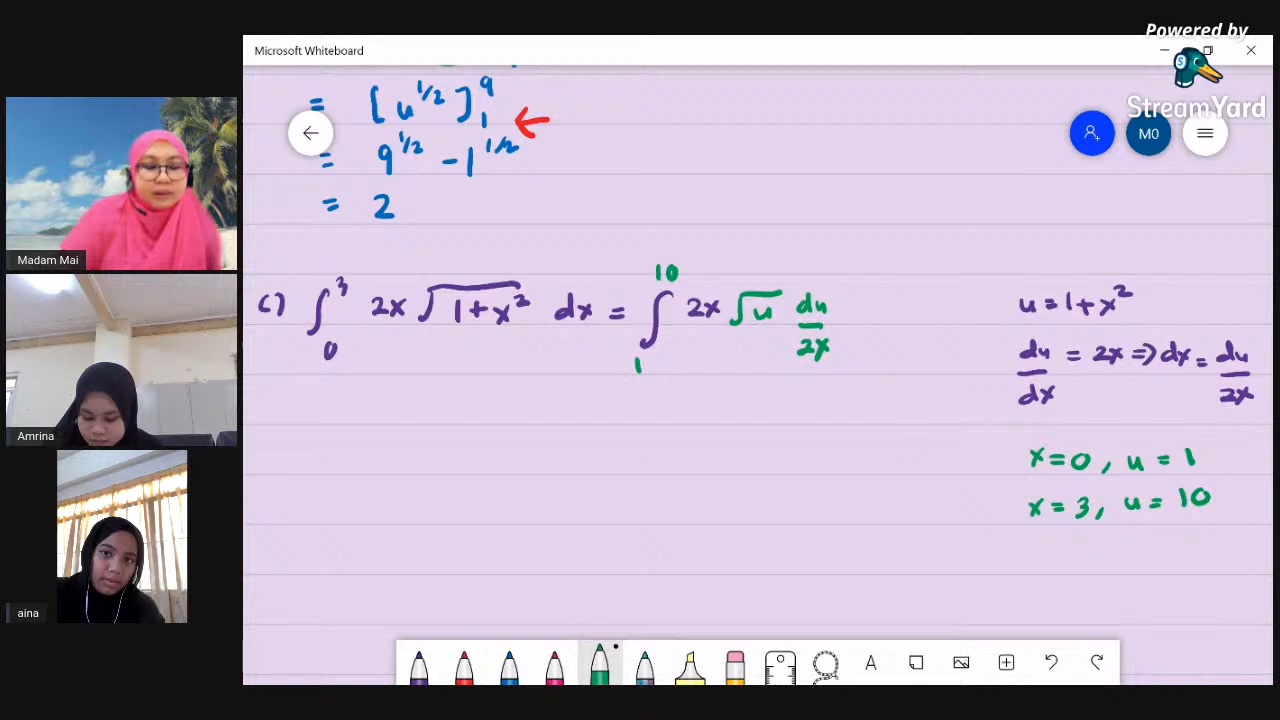 Powered by
StreamYard
Microsoft Whiteboard
= [u^{1/2}]_1^9
= 9^{1/2} - 1^{1/2}
= 2
M0
c) ∫_0^3 2x √(1+x²) dx = ∫_1^10 2x √u du/2x
u = 1+x²
du/dx = 2x => dx = du/2x
x=0, u = 1
x = 3, u = 10
Madam Mai
Amrina
aina
A